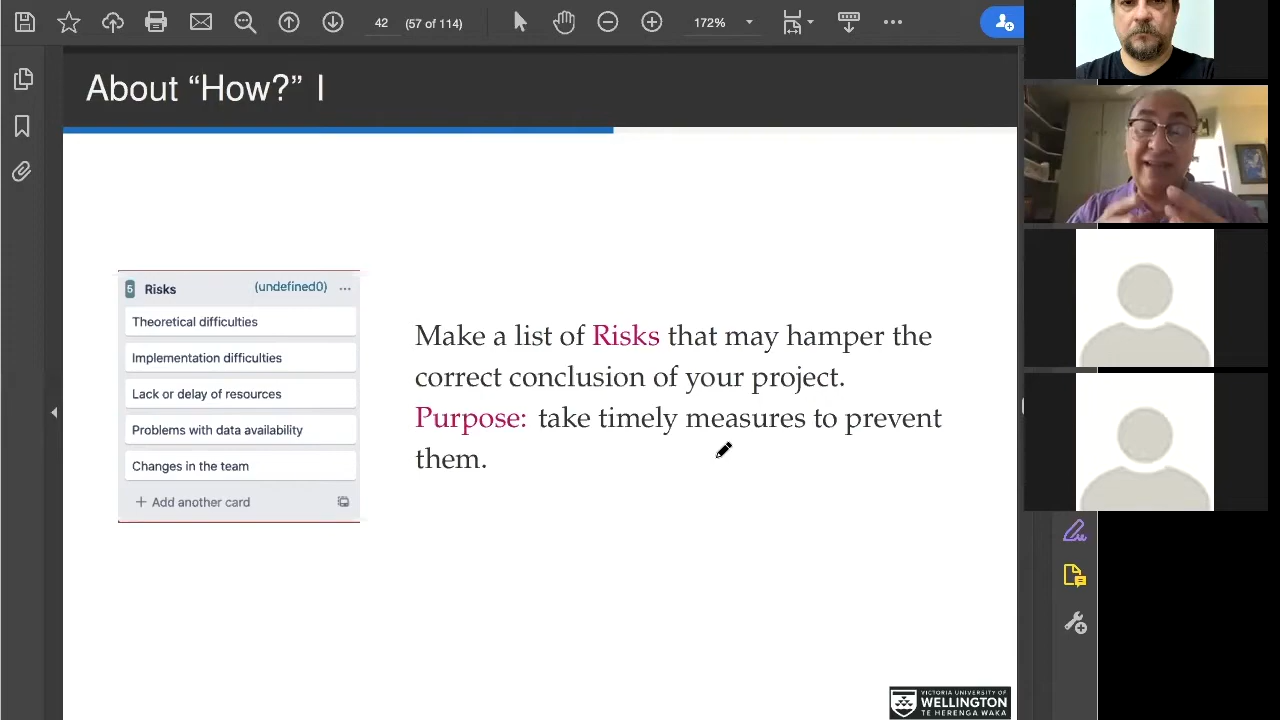 42 (57 of 114) 172%
About “How?” I
5 Risks (undefined0) ...
Theoretical difficulties
Implementation difficulties
Lack or delay of resources
Problems with data availability
Changes in the team
+ Add another card
Make a list of Risks that may hamper the
correct conclusion of your project.
Purpose: take timely measures to prevent
them.
VICTORIA UNIVERSITY OF
WELLINGTON
TE HERENGA WAKA